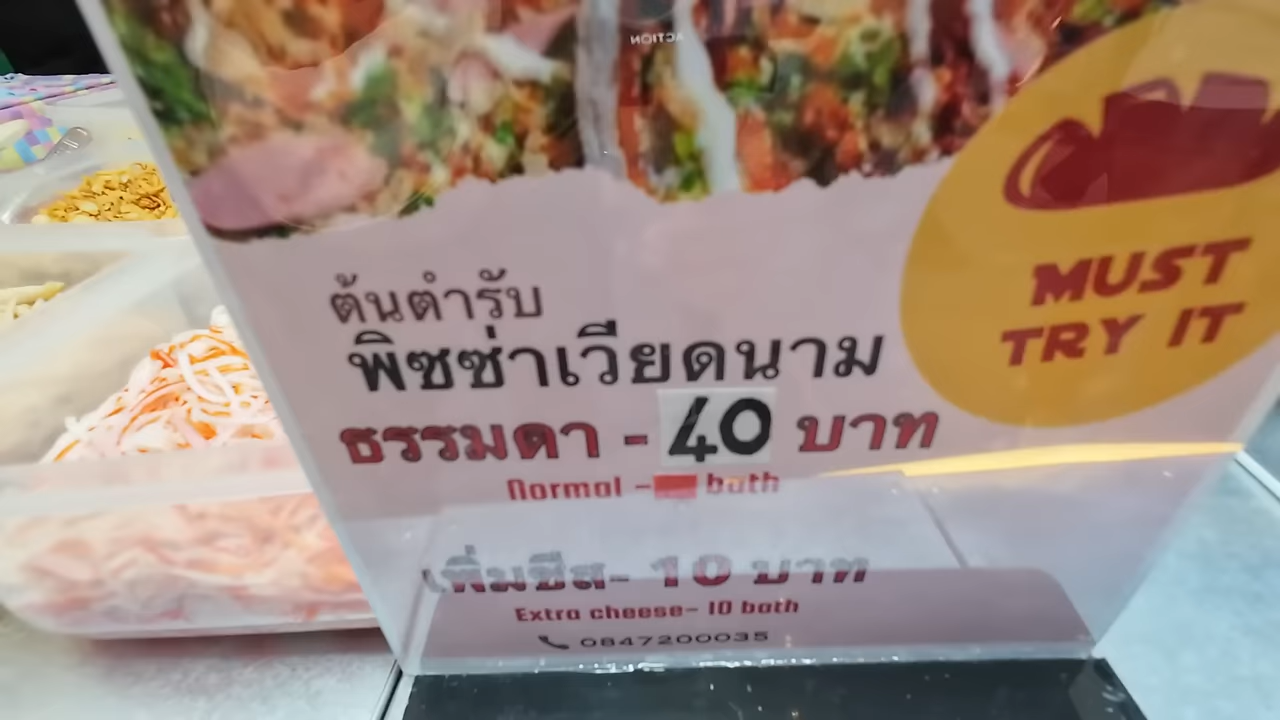 ACTION
MUST
TRY IT
ต้นตำรับ
พิซซ่าเวียดนาม
ธรรมดา - 40 บาท
Normal - bath
เพิ่มชีส- 10 บาท
Extra cheese- 10 bath
0847200035